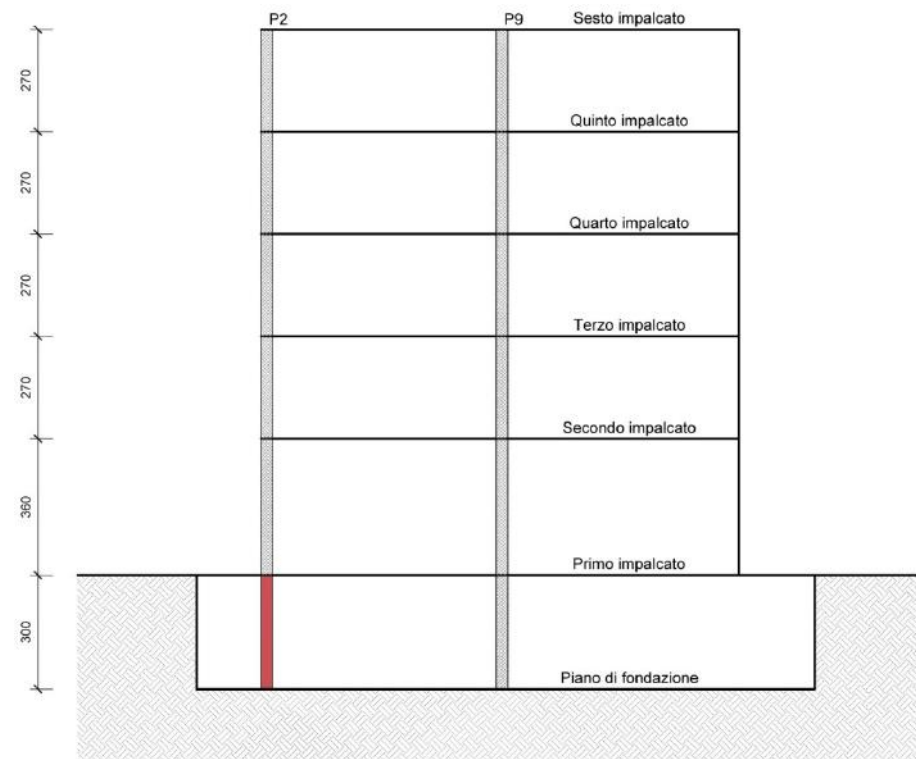 P2
P9
Sesto impalcato
270
Quinto impalcato
270
Quarto impalcato
270
Terzo impalcato
270
Secondo impalcato
360
Primo impalcato
300
Piano di fondazione